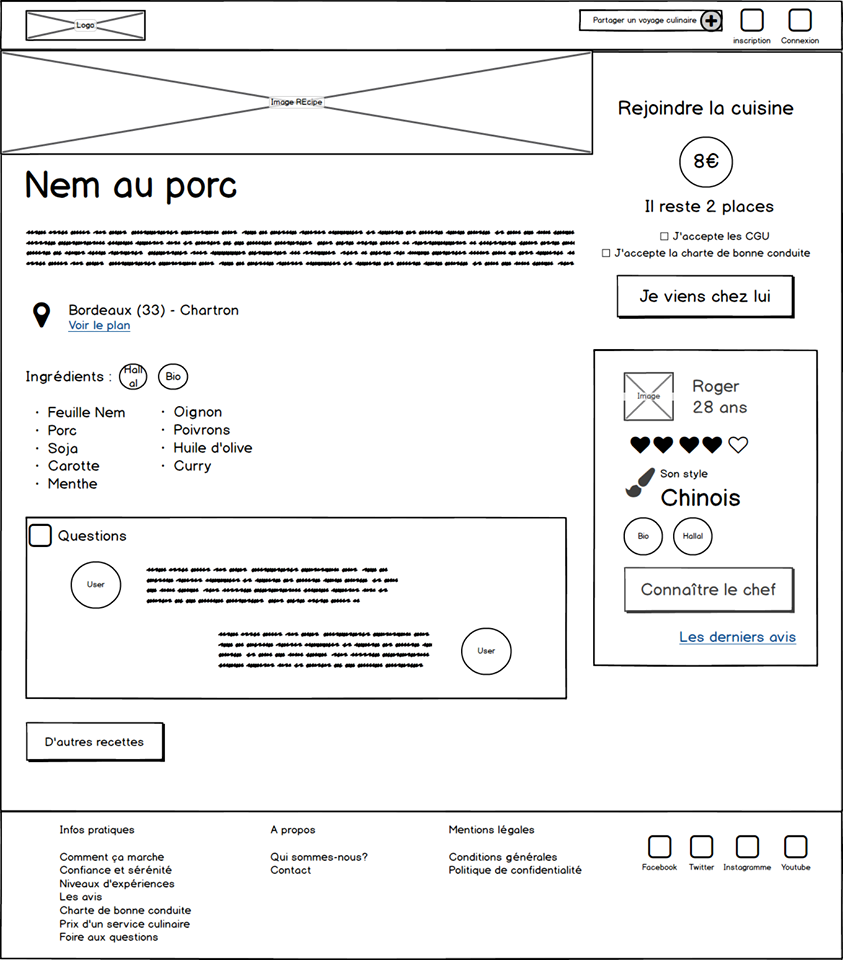 Logo
Partager un voyage culinaire
inscription
Connexion
Image REcipe
Rejoindre la cuisine
8€
Il reste 2 places
J'accepte les CGU
J'accepte la charte de bonne conduite
Je viens chez lui
Nem au porc
Bordeaux (33) - Chartron
Voir le plan
Ingrédients :
Hall
al
Bio
· Feuille Nem
· Porc
· Soja
· Carotte
· Menthe
· Oignon
· Poivrons
· Huile d'olive
· Curry
Image
Roger
28 ans
Son style
Chinois
Bio
Hallal
Connaître le chef
Les derniers avis
Questions
User
User
D'autres recettes
Infos pratiques
Comment ça marche
Confiance et sérénité
Niveaux d'expériences
Les avis
Charte de bonne conduite
Prix d'un service culinaire
Foire aux questions
A propos
Qui sommes-nous?
Contact
Mentions légales
Conditions générales
Politique de confidentialité
Facebook
Twitter
Instagramme
Youtube